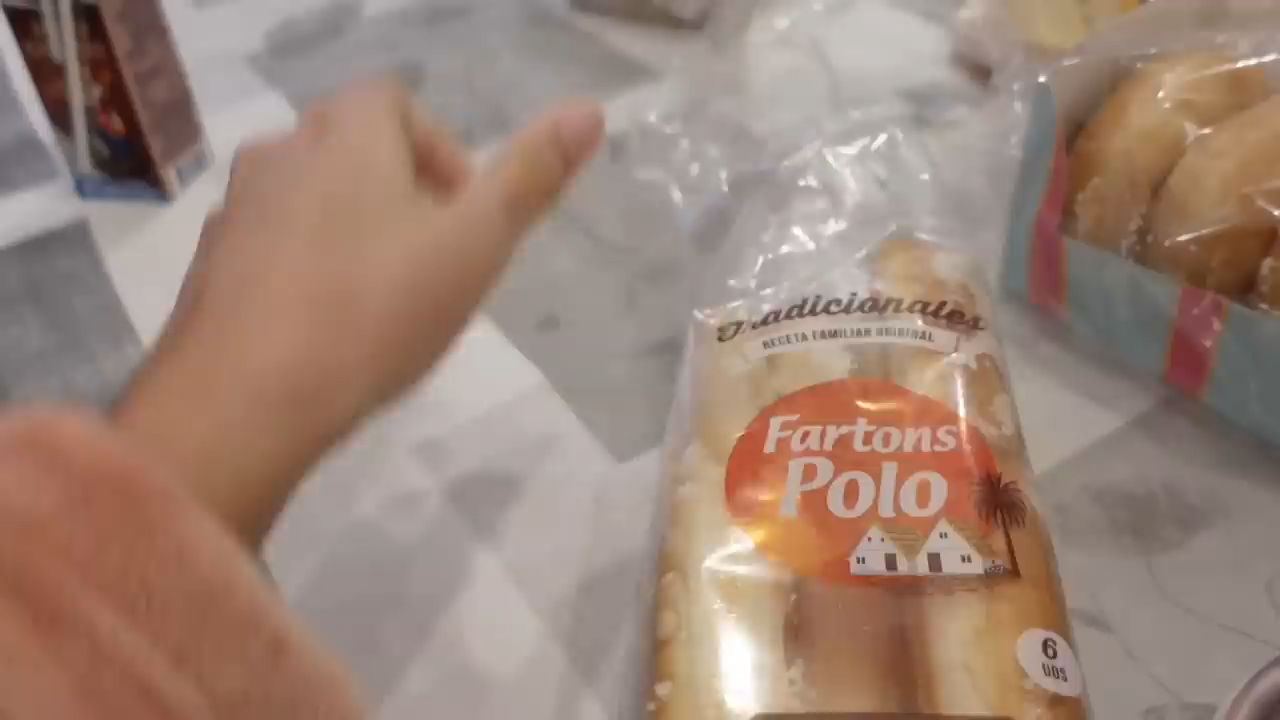 Tradicionales
RECETA FAMILIAR ORIGINAL
Fartons
Polo
6
UDS